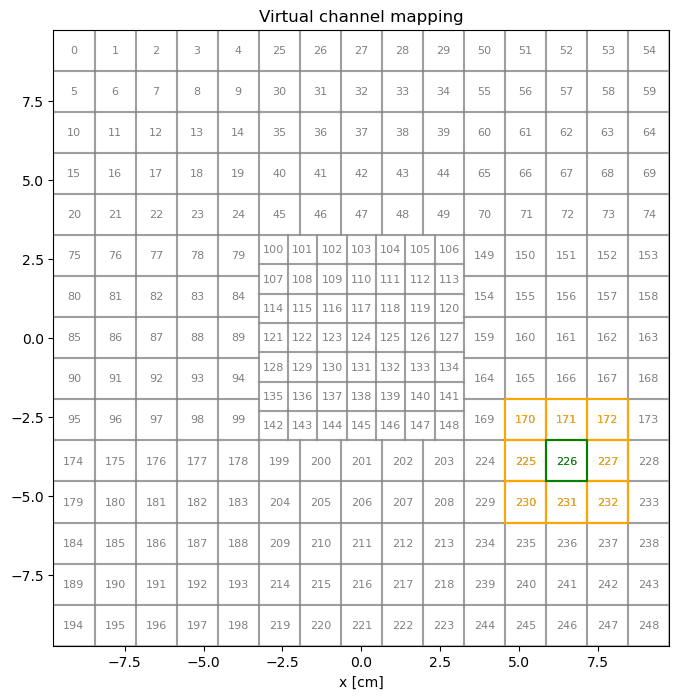 Virtual channel mapping
0 1 2 3 4 25 26 27 28 29 50 51 52 53 54
7.5 5 6 7 8 9 30 31 32 33 34 55 56 57 58 59
10 11 12 13 14 35 36 37 38 39 60 61 62 63 64
5.0 15 16 17 18 19 40 41 42 43 44 65 66 67 68 69
20 21 22 23 24 45 46 47 48 49 70 71 72 73 74
2.5 75 76 77 78 79 100 101 102 103 104 105 106 149 150 151 152 153
107 108 109 110 111 112 113
80 81 82 83 84 114 115 116 117 118 119 120 154 155 156 157 158
0.0 85 86 87 88 89 121 122 123 124 125 126 127 159 160 161 162 163
128 129 130 131 132 133 134
90 91 92 93 94 135 136 137 138 139 140 141 164 165 166 167 168
−2.5 95 96 97 98 99 142 143 144 145 146 147 148 169 170 171 172 173
174 175 176 177 178 199 200 201 202 203 224 225 226 227 228
−5.0 179 180 181 182 183 204 205 206 207 208 229 230 231 232 233
184 185 186 187 188 209 210 211 212 213 234 235 236 237 238
−7.5 189 190 191 192 193 214 215 216 217 218 239 240 241 242 243
194 195 196 197 198 219 220 221 222 223 244 245 246 247 248
−7.5 −5.0 −2.5 0.0 2.5 5.0 7.5
x [cm]